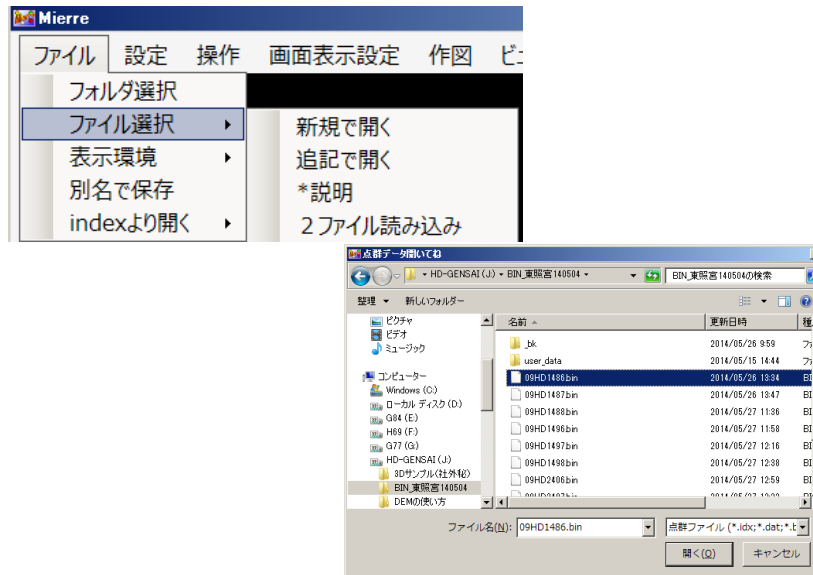 Mierre
ファイル 設定 操作 画面表示設定 作図
フォルダ選択
ファイル選択
表示環境
別名で保存
indexより開く
新規で開く
追記で開く
*説明
2ファイル読み込み
点群データ開いてね
HD-GENSAI (J:) BIN_東照宮140504 BIN_東照宮140504の検索
整理 新しいフォルダー
ピクチャ
ビデオ
ミュージック
コンピューター
Windows (C:)
ローカル ディスク (D:)
G84 (E:)
H69 (F:)
G77 (G:)
HD-GENSAI (J:)
3Dサンプル(社外秘)
BIN_東照宮140504
DEMの使い方
名前 更新日時 種
_bk 2014/05/26 9:59
user_data 2014/05/15 14:44
09HD1486.bin 2014/05/26 13:34 BI
09HD1487.bin 2014/05/26 13:47 BI
09HD1488.bin 2014/05/27 11:36 BI
09HD1496.bin 2014/05/27 11:58 BI
09HD1497.bin 2014/05/27 12:16 BI
09HD1498.bin 2014/05/27 12:38 BI
09HD2406.bin 2014/05/27 12:59 BI
ファイル名(N): 09HD1486.bin 点群ファイル (*.idx;*.dat;*.b
開く(O) キャンセル